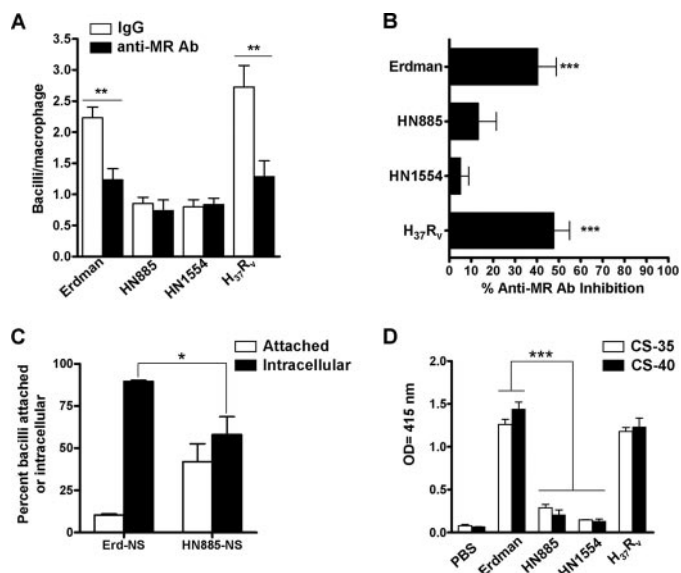 A
IgG
anti-MR Ab
Bacilli/macrophage
3.5
3.0
2.5
2.0
1.5
1.0
0.5
0.0
**
**
Erdman
HN885
HN1554
H37Rv
B
Erdman
HN885
HN1554
H37Rv
***
***
0 10 20 30 40 50 60 70 80 90 100
% Anti-MR Ab Inhibition
C
Attached
Intracellular
Percent bacilli attached
or intracellular
100
75
50
25
0
*
Erd-NS
HN885-NS
D
CS-35
CS-40
OD= 415 nm
2.0
1.5
1.0
0.5
0.0
***
PBS
Erdman
HN885
HN1554
H37Rv